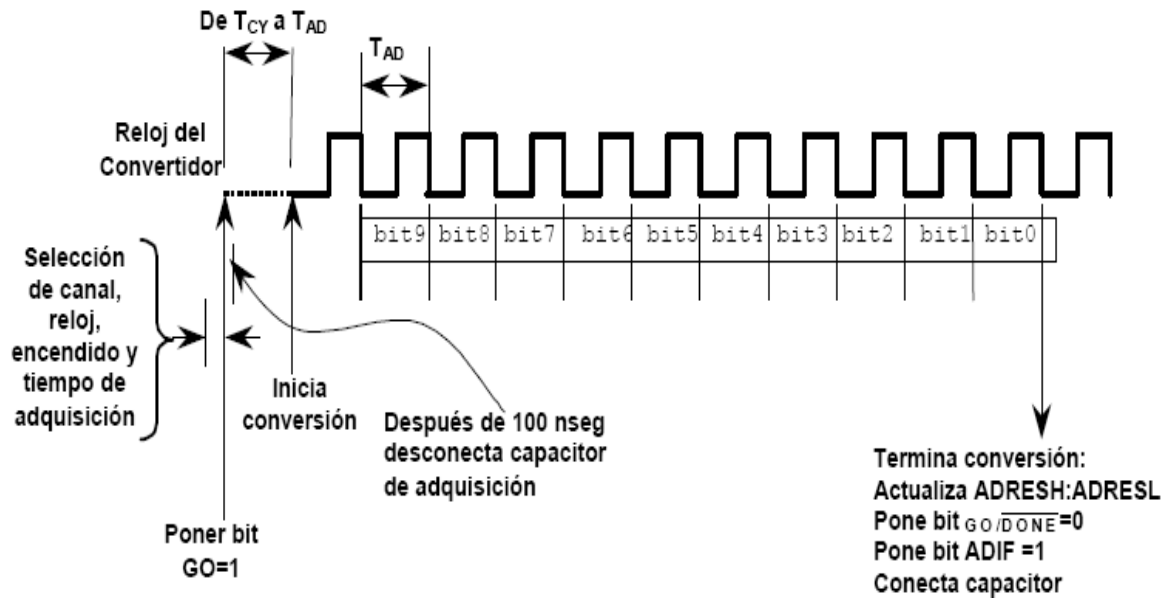 De TCY a TAD
TAD
Reloj del
Convertidor
bit9 bit8 bit7 bit6 bit5 bit4 bit3 bit2 bit1 bit0
Selección
de canal,
reloj,
encendido y
tiempo de
adquisición
Inicia
conversión
Después de 100 nseg
desconecta capacitor
de adquisición
Poner bit
GO=1
Termina conversión:
Actualiza ADRESH:ADRESL
Pone bit GO/DONE=0
Pone bit ADIF =1
Conecta capacitor